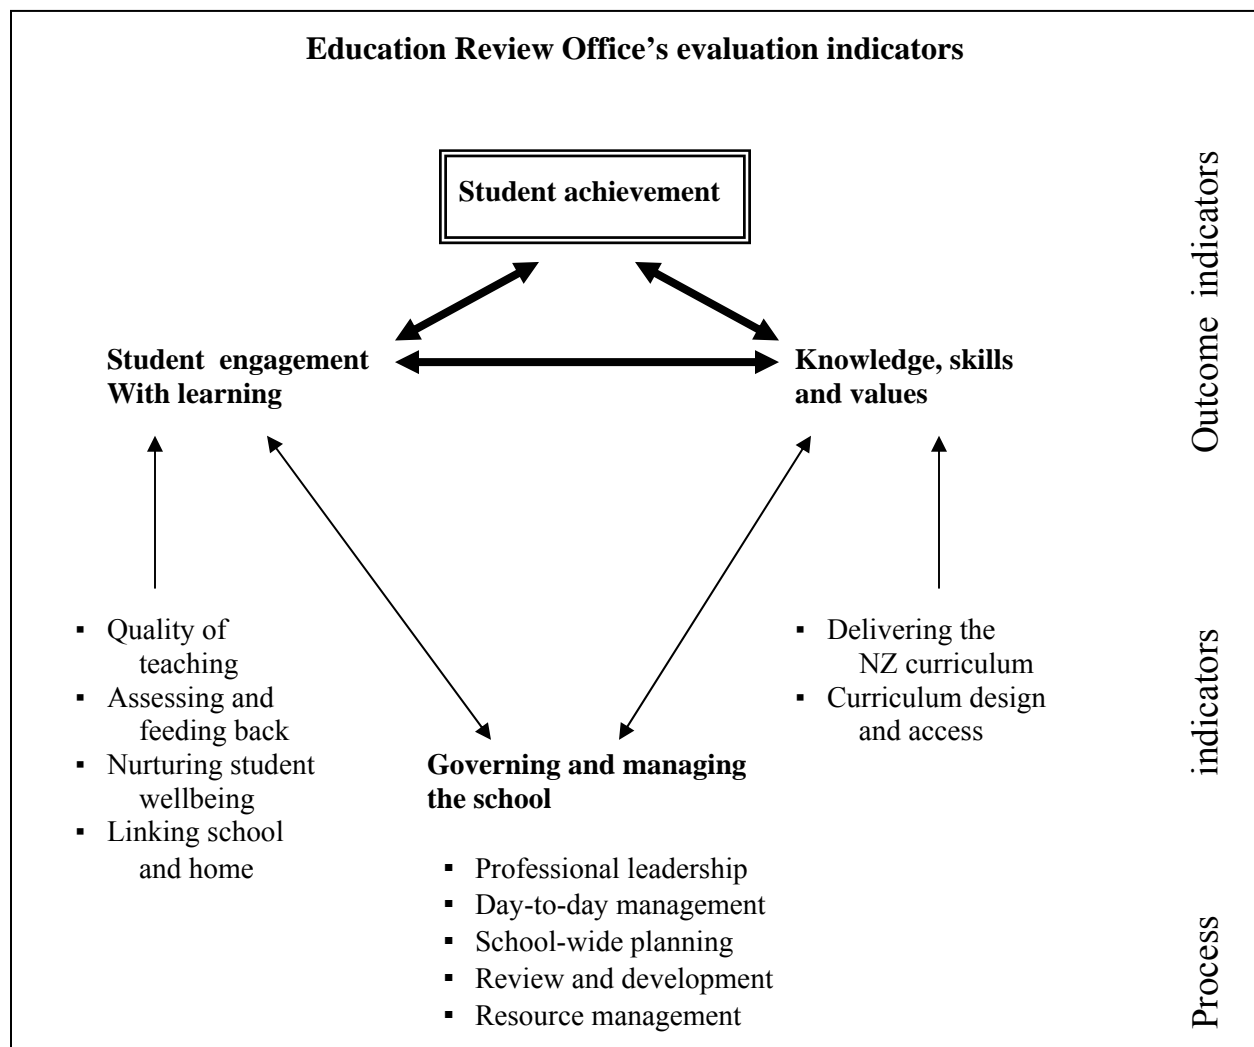 Education Review Office's evaluation indicators
Student achievement
Student engagement
With learning
Knowledge, skills
and values
Outcome indicators
▪ Quality of
teaching
▪ Assessing and
feeding back
▪ Nurturing student
wellbeing
▪ Linking school
and home
▪ Delivering the
NZ curriculum
▪ Curriculum design
and access
Governing and managing
the school
▪ Professional leadership
▪ Day-to-day management
▪ School-wide planning
▪ Review and development
▪ Resource management
Process indicators